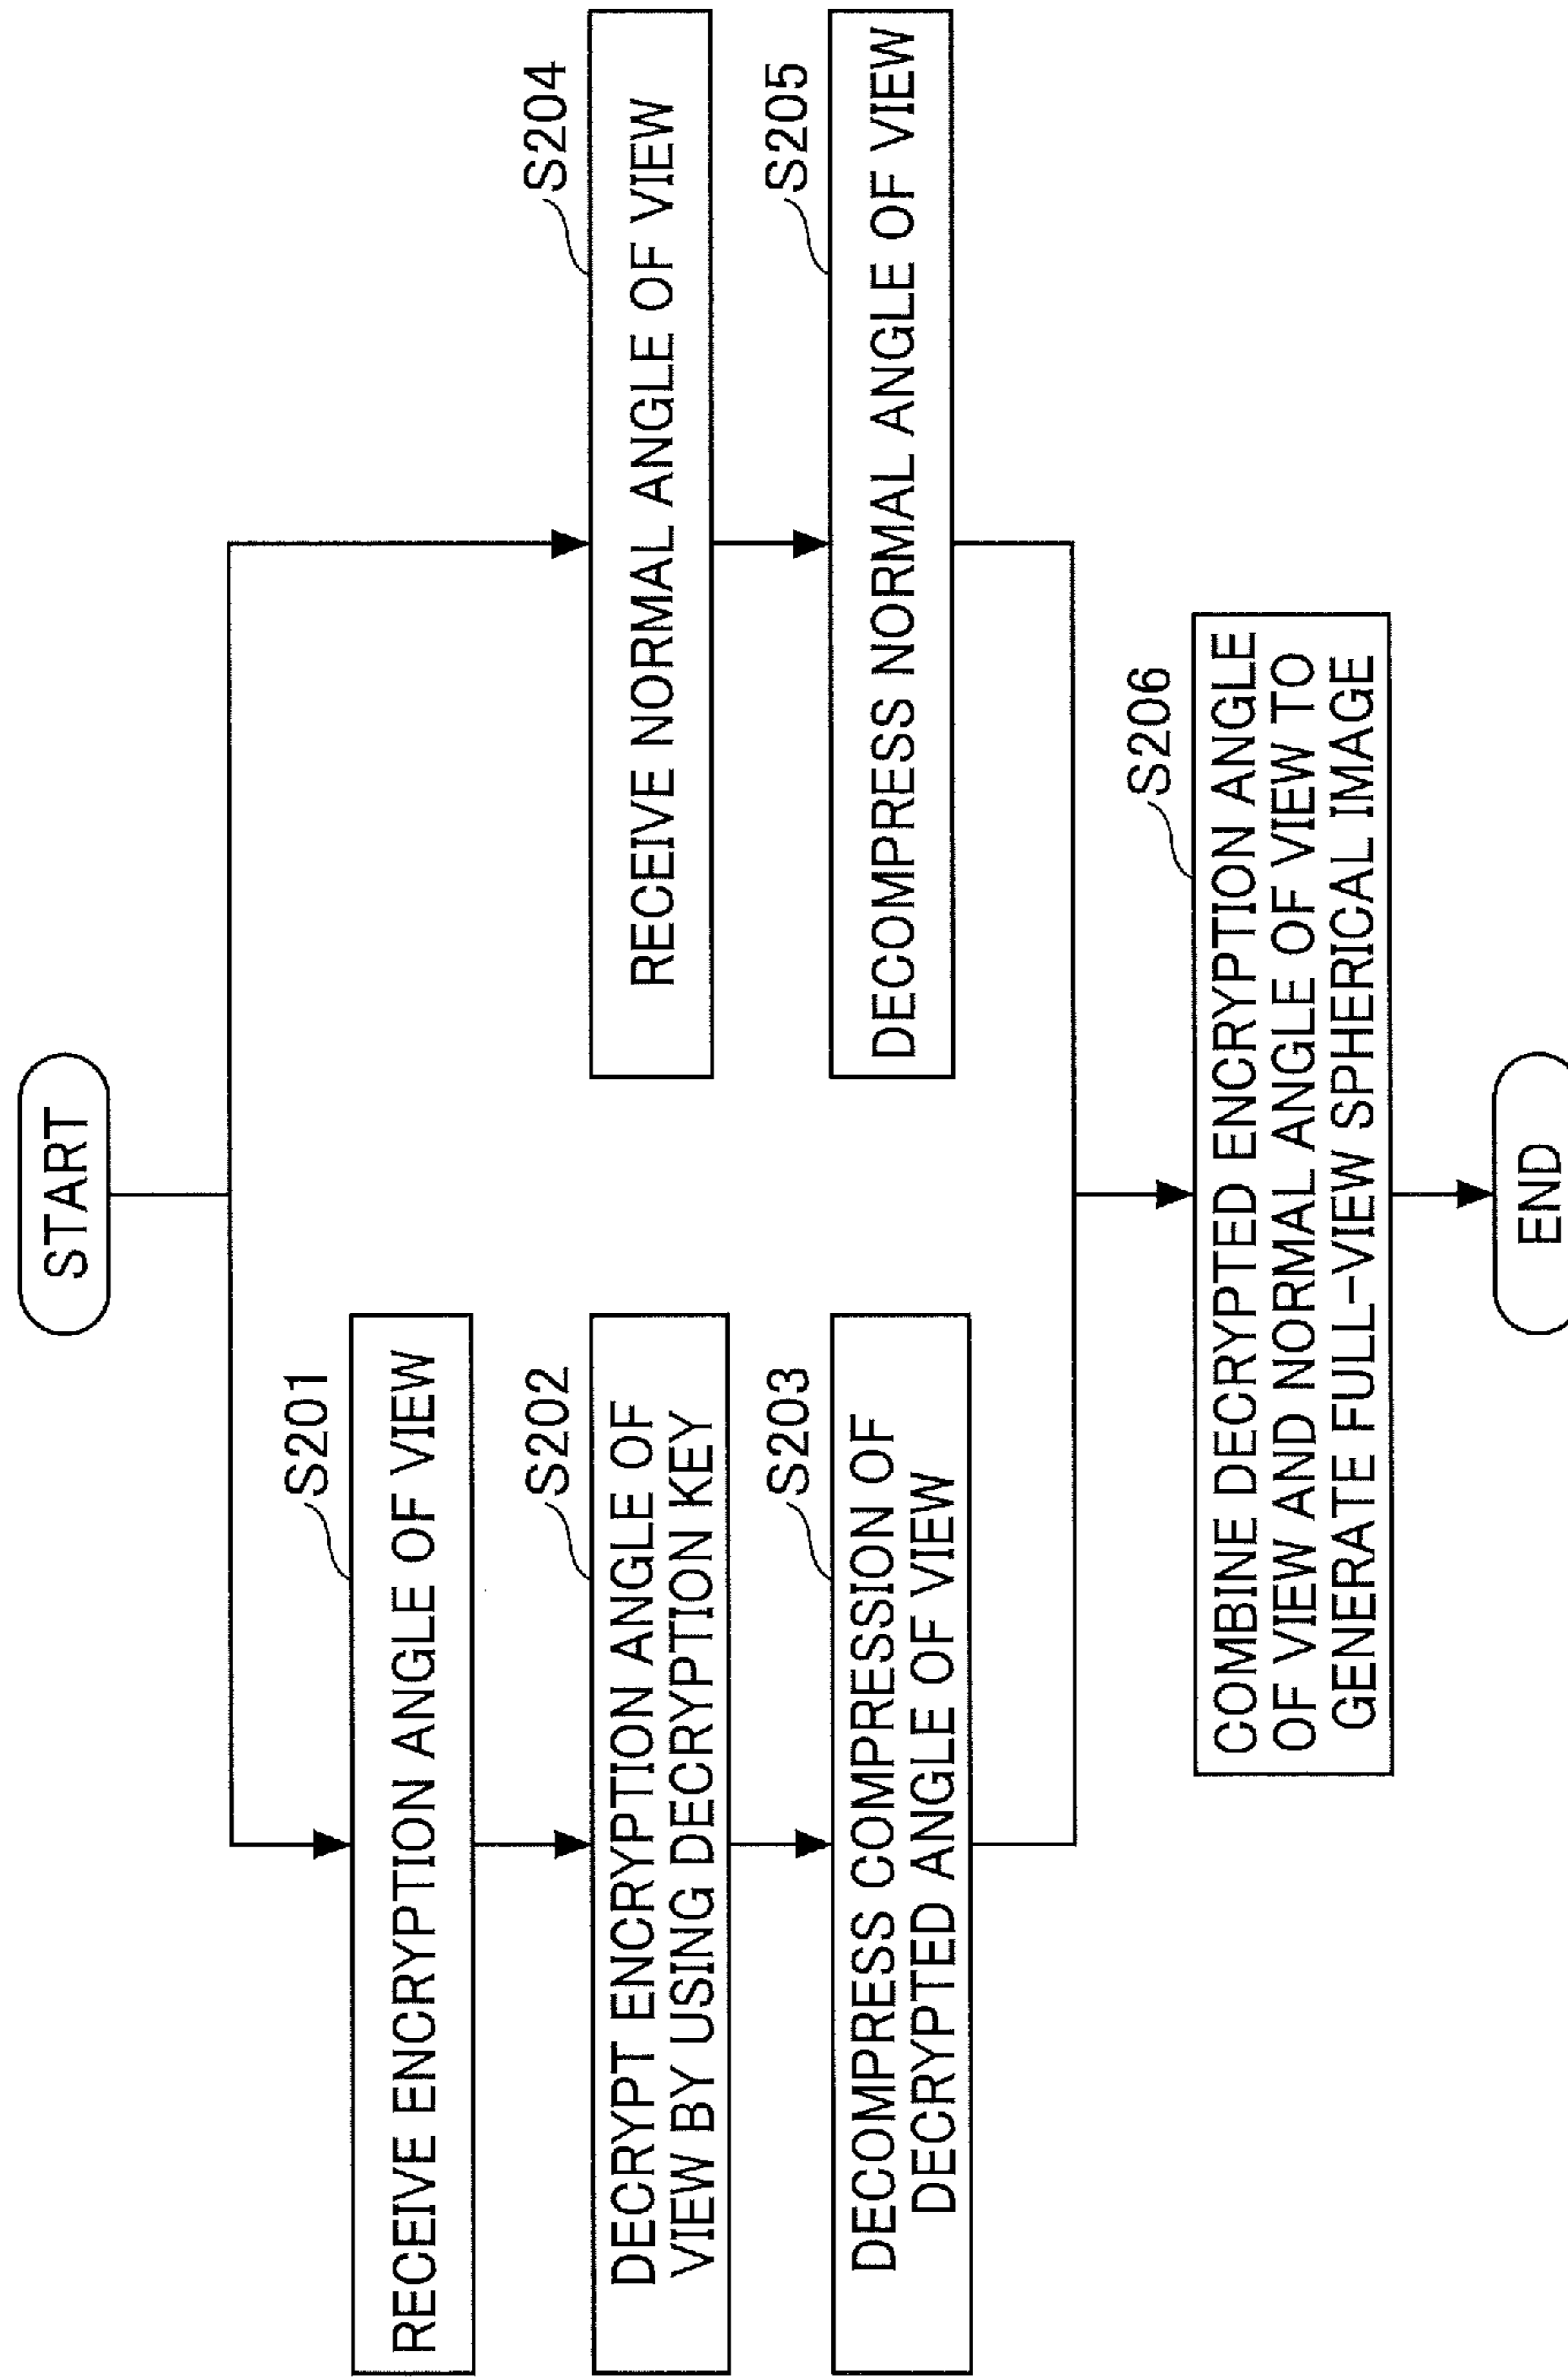 START
S201
RECEIVE ENCRYPTION ANGLE OF VIEW
S202
DECRYPT ENCRYPTION ANGLE OF
VIEW BY USING DECRYPTION KEY
S203
DECOMPRESS COMPRESSION OF
DECRYPTED ANGLE OF VIEW
S204
RECEIVE NORMAL ANGLE OF VIEW
S205
DECOMPRESS NORMAL ANGLE OF VIEW
S206
COMBINE DECRYPTED ENCRYPTION ANGLE
OF VIEW AND NORMAL ANGLE OF VIEW TO
GENERATE FULL-VIEW SPHERICAL IMAGE
END